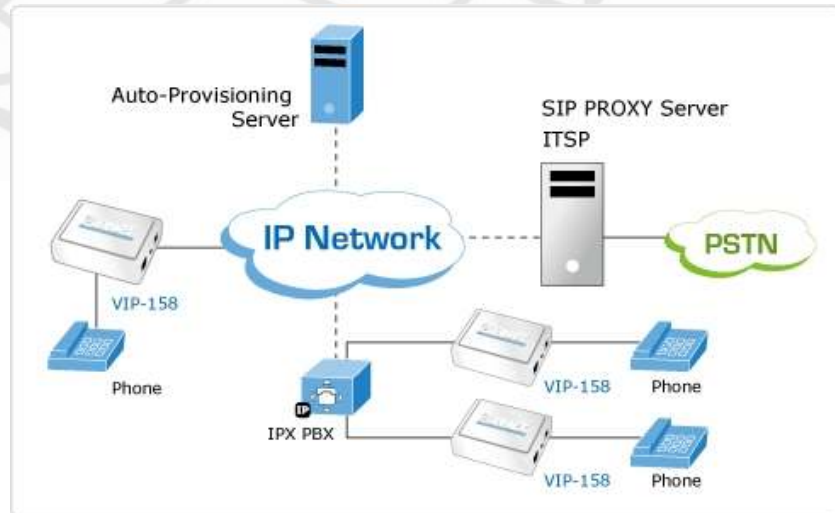 Auto-Provisioning
Server
SIP PROXY Server
ITSP
IP Network
PSTN
VIP-158
Phone
VIP-158
Phone
IP
IPX PBX
VIP-158
Phone